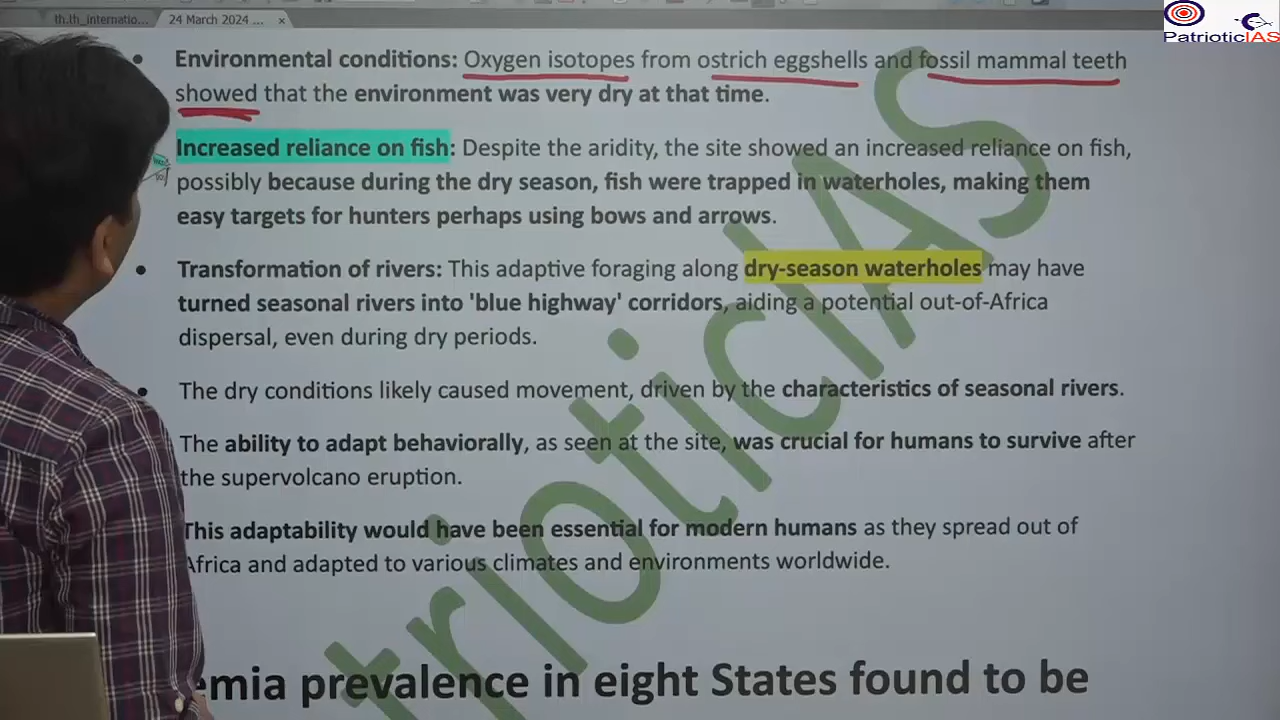 th.th_internatio...
24 March 2024 ...
×
PatrioticIAS
• Environmental conditions: Oxygen isotopes from ostrich eggshells and fossil mammal teeth
showed that the environment was very dry at that time.
Increased reliance on fish: Despite the aridity, the site showed an increased reliance on fish,
possibly because during the dry season, fish were trapped in waterholes, making them
easy targets for hunters perhaps using bows and arrows.
• Transformation of rivers: This adaptive foraging along dry-season waterholes may have
turned seasonal rivers into 'blue highway' corridors, aiding a potential out-of-Africa
dispersal, even during dry periods.
• The dry conditions likely caused movement, driven by the characteristics of seasonal rivers.
The ability to adapt behaviorally, as seen at the site, was crucial for humans to survive after
the supervolcano eruption.
This adaptability would have been essential for modern humans as they spread out of
Africa and adapted to various climates and environments worldwide.
emia prevalence in eight States found to be
trioticIAS